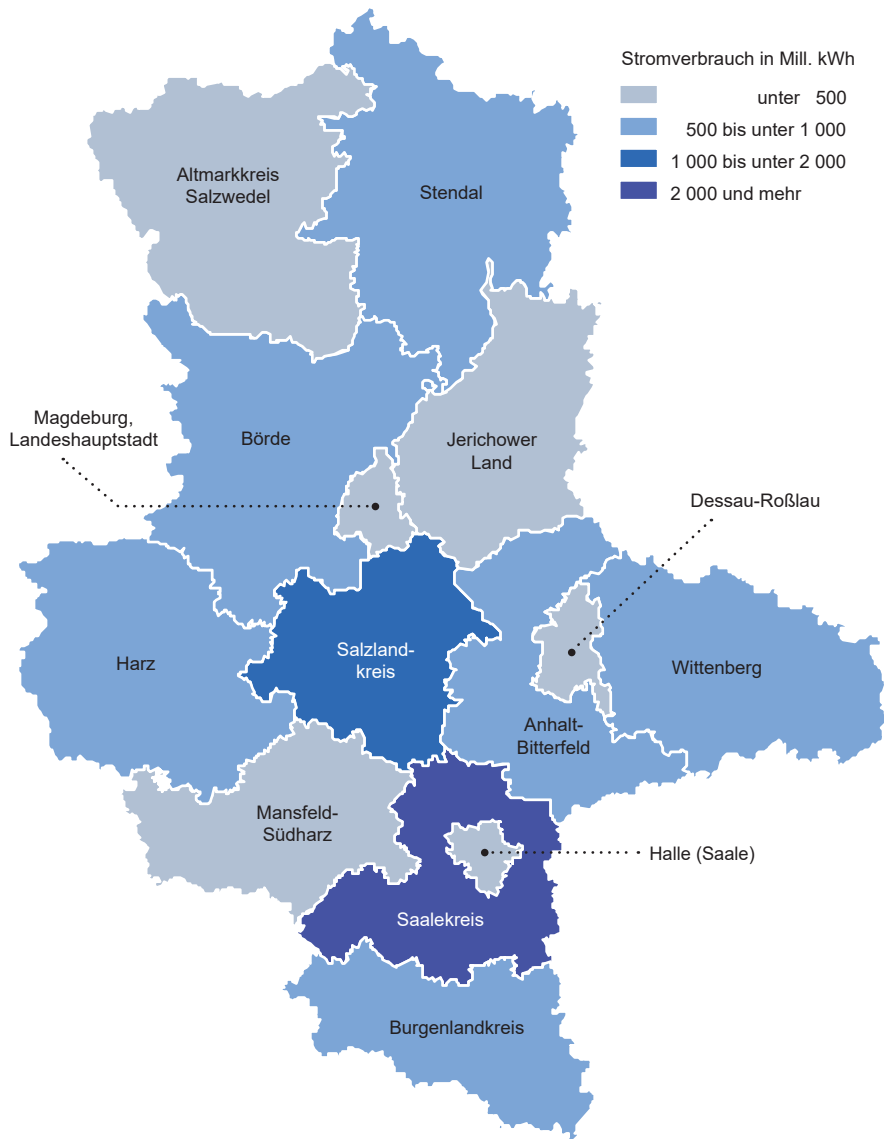 Stromverbrauch in Mill. kWh
unter 500
500 bis unter 1 000
1 000 bis unter 2 000
2 000 und mehr
Altmarkkreis
Salzwedel
Stendal
Magdeburg,
Landeshauptstadt
Börde
Jerichower
Land
Dessau-Roßlau
Harz
Salzland-
kreis
Wittenberg
Anhalt-
Bitterfeld
Mansfeld-
Südharz
Halle (Saale)
Saalekreis
Burgenlandkreis